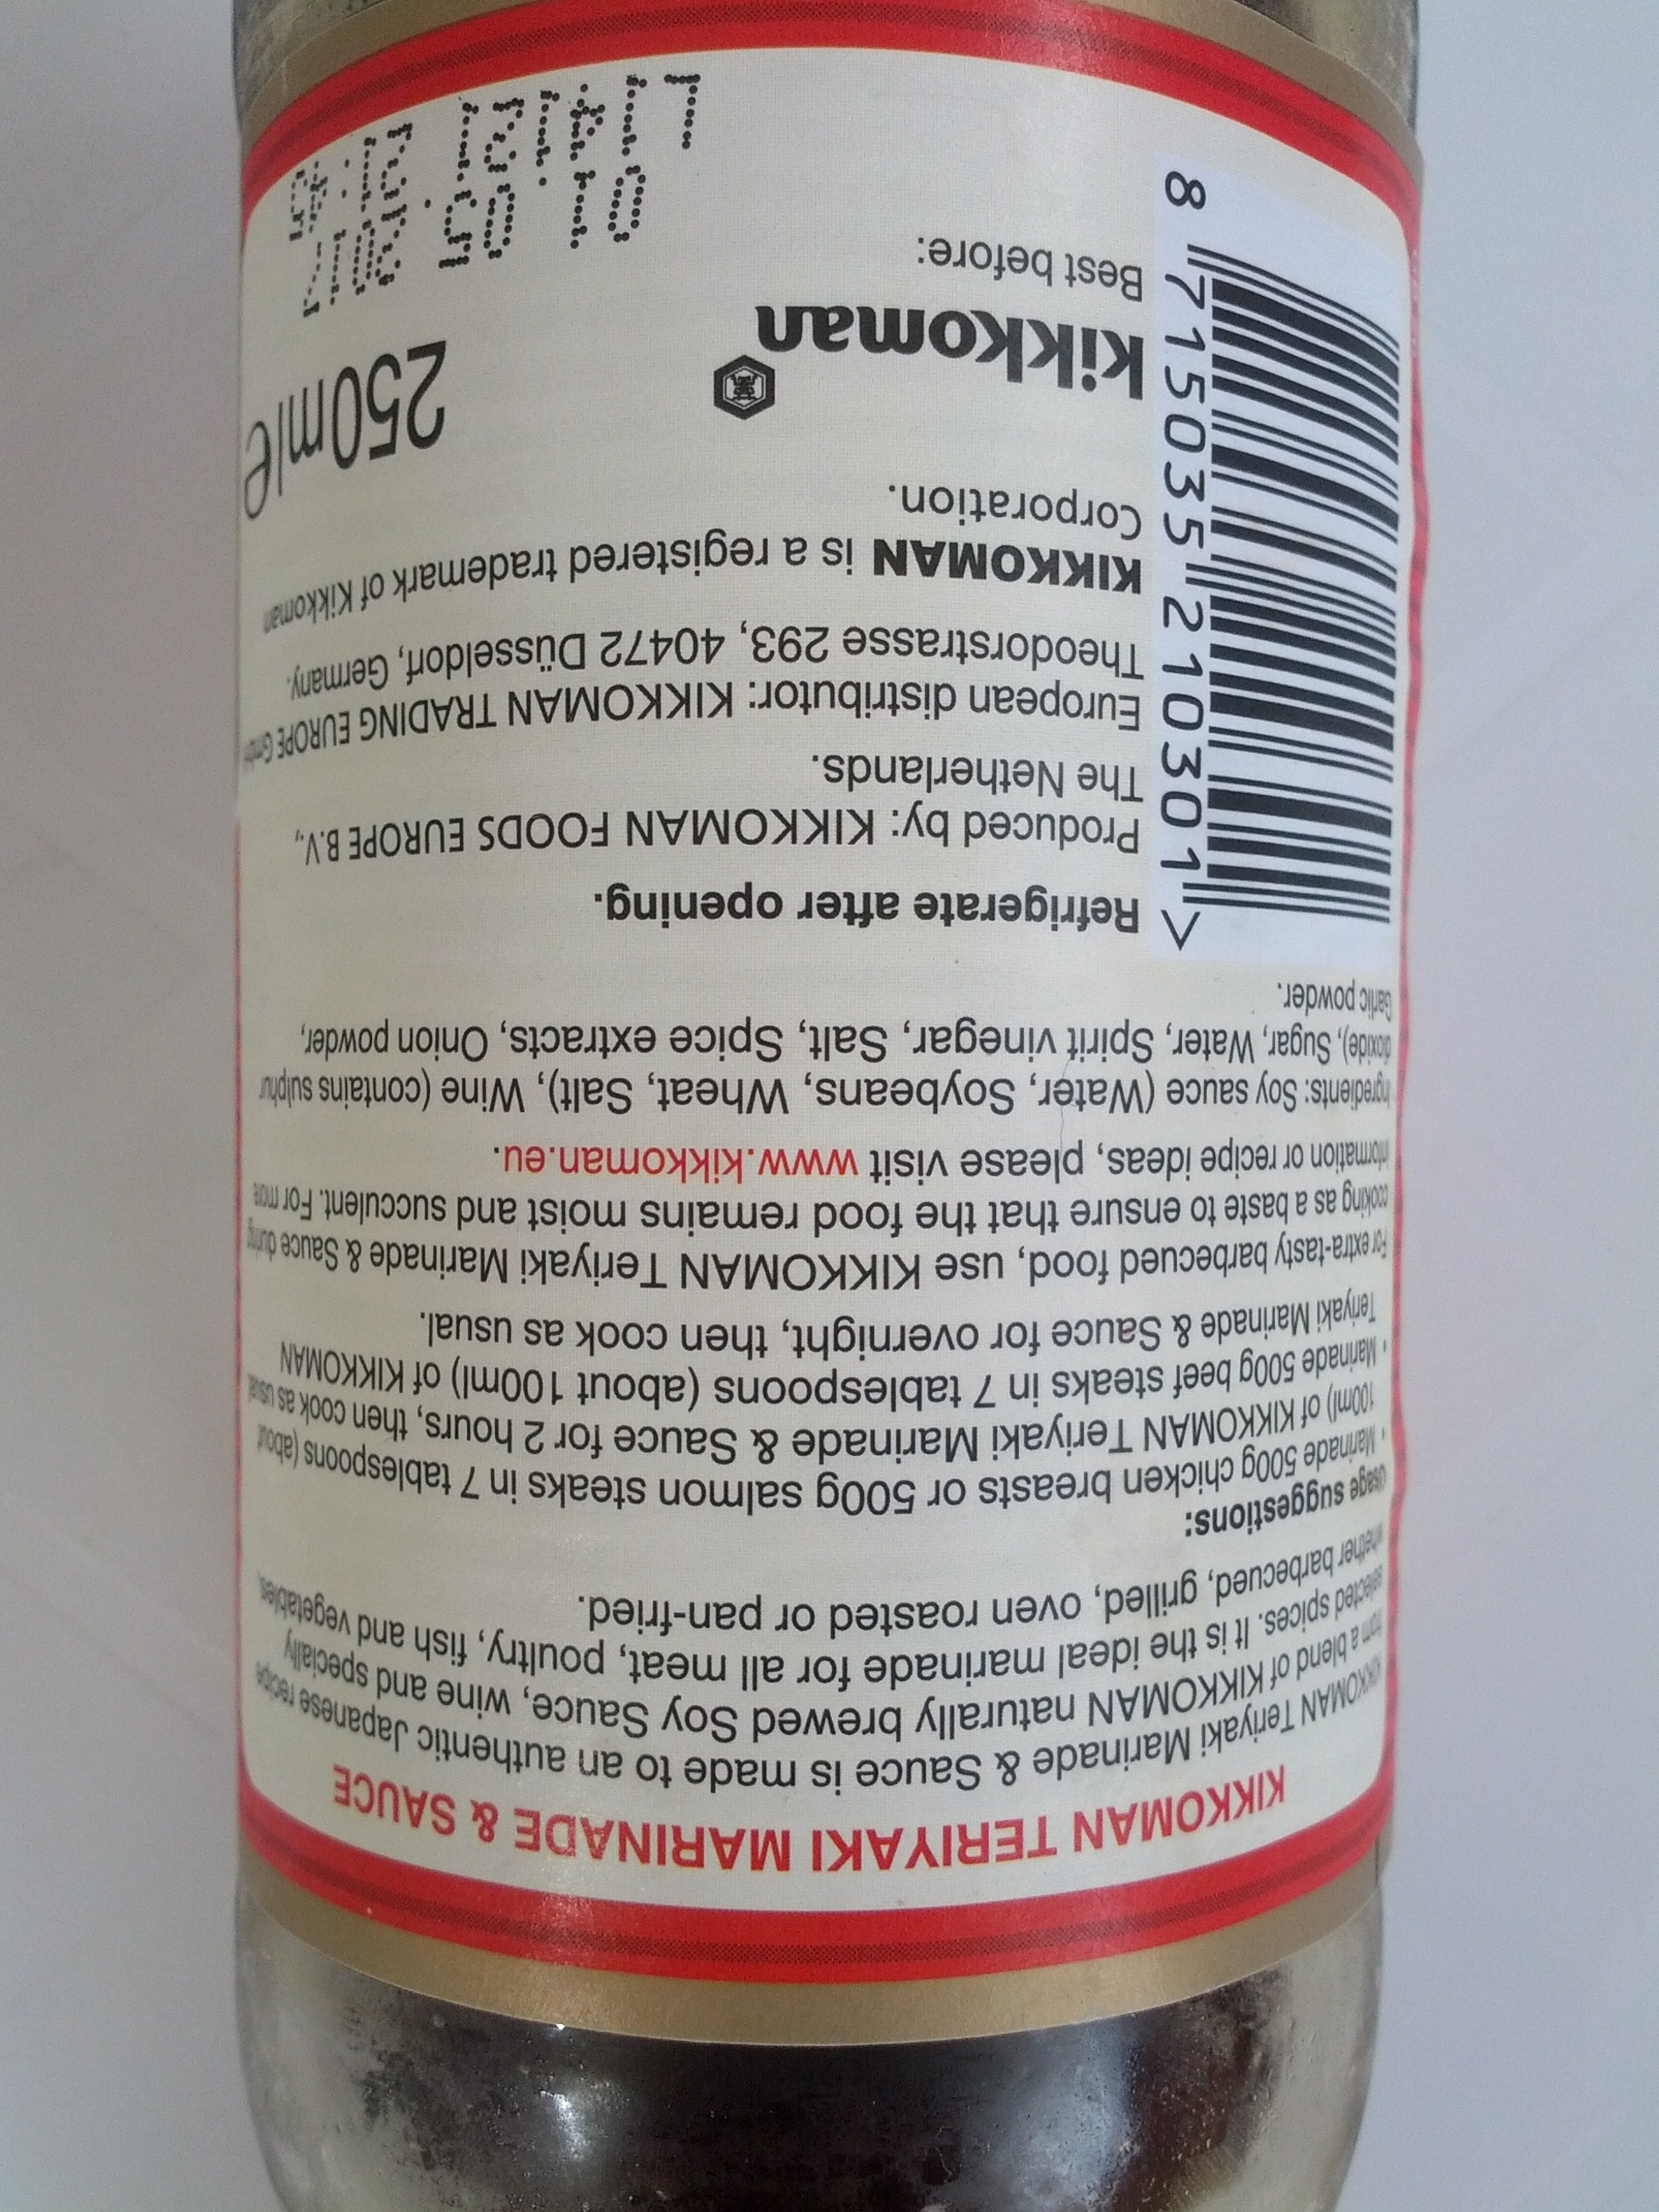 KIKKOMAN TERIYAKI MARINADE & SAUCE
KIKKOMAN Teriyaki Marinade & Sauce is made to an authentic Japanese recipe
from a blend of KIKKOMAN naturally brewed Soy Sauce, wine and specially
selected spices. It is the ideal marinade for all meat, poultry, fish and vegetables,
whether barbecued, grilled, oven roasted or pan-fried.
Usage suggestions:
• Marinade 500g chicken breasts or 500g salmon steaks in 7 tablespoons (about
100ml) of KIKKOMAN Teriyaki Marinade & Sauce for 2 hours, then cook as usual.
• Marinade 500g beef steaks in 7 tablespoons (about 100ml) of KIKKOMAN
Teriyaki Marinade & Sauce for overnight, then cook as usual.
For extra-tasty barbecued food, use KIKKOMAN Teriyaki Marinade & Sauce during
cooking as a baste to ensure that the food remains moist and succulent. For more
information or recipe ideas, please visit www.kikkoman.eu.
Ingredients: Soy sauce (Water, Soybeans, Wheat, Salt), Wine (contains sulphur
dioxide), Sugar, Water, Spirit vinegar, Salt, Spice extracts, Onion powder,
Garlic powder.
Refrigerate after opening.
Produced by: KIKKOMAN FOODS EUROPE B.V.,
The Netherlands.
European distributor: KIKKOMAN TRADING EUROPE GmbH
Theodorstrasse 293, 40472 Düsseldorf, Germany.
KIKKOMAN is a registered trademark of Kikkoman
Corporation.
kikkoman
250ml e
Best before:
01.05.2017
8 715035 210301 >